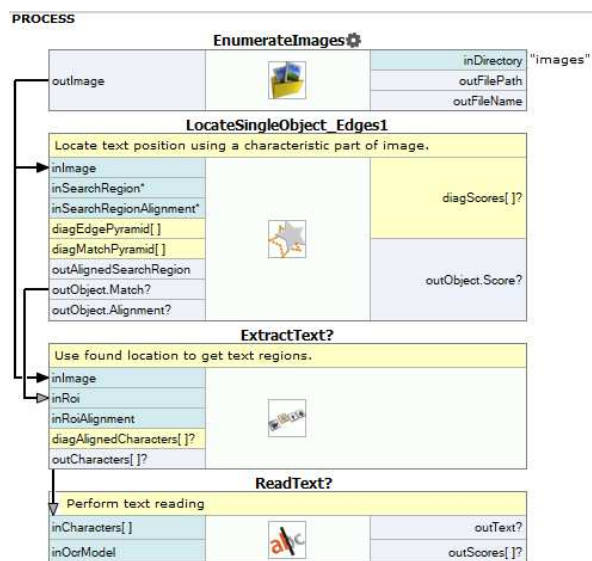 PROCESS
EnumerateImages
outImage
inDirectory "images"
outFilePath
outFileName
LocateSingleObject_Edges1
Locate text position using a characteristic part of image.
inImage
inSearchRegion*
inSearchRegionAlignment*
diagEdgePyramid[ ]
diagMatchPyramid[ ]
outAlignedSearchRegion
outObject.Match?
outObject.Alignment?
diagScores[ ]?
outObject.Score?
ExtractText?
Use found location to get text regions.
inImage
inRoi
inRoiAlignment
diagAlignedCharacters[ ]?
outCharacters[ ]?
ReadText?
Perform text reading
inCharacters[ ]
inOcrModel
abc
outText?
outScores[ ]?